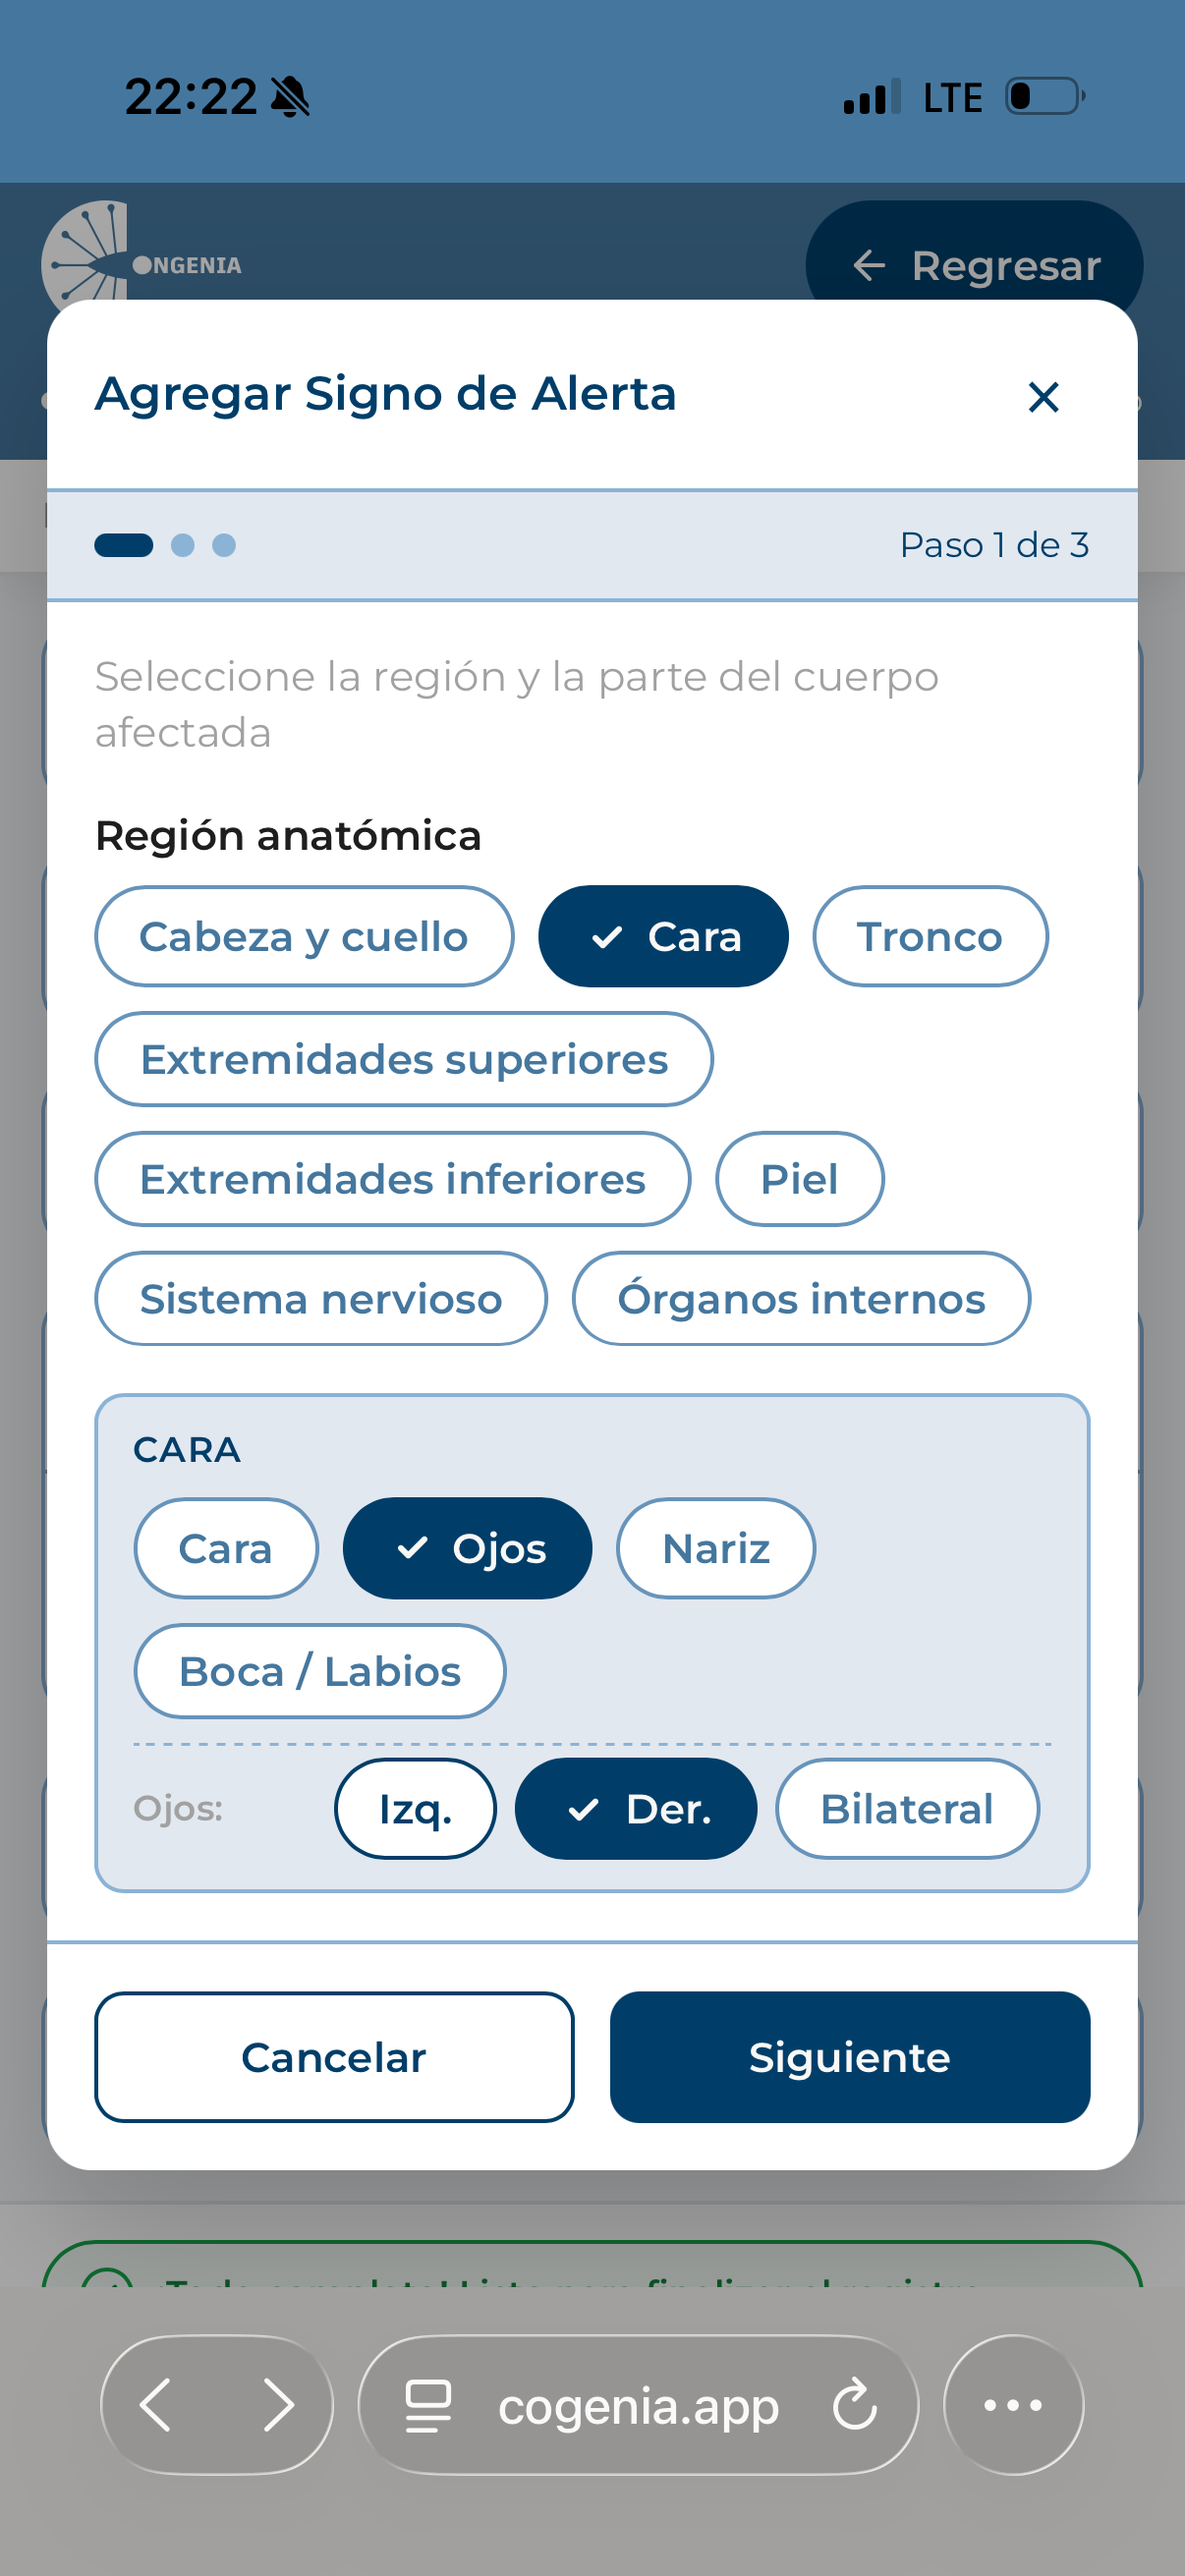 22:22
LTE
ONGENIA
← Regresar
Agregar Signo de Alerta
Paso 1 de 3
Seleccione la región y la parte del cuerpo
afectada
Región anatómica
Cabeza y cuello
Cara
Tronco
Extremidades superiores
Extremidades inferiores
Piel
Sistema nervioso
Órganos internos
CARA
Cara
Ojos
Nariz
Boca / Labios
Ojos:
Izq.
Der.
Bilateral
Cancelar
Siguiente
cogenia.app